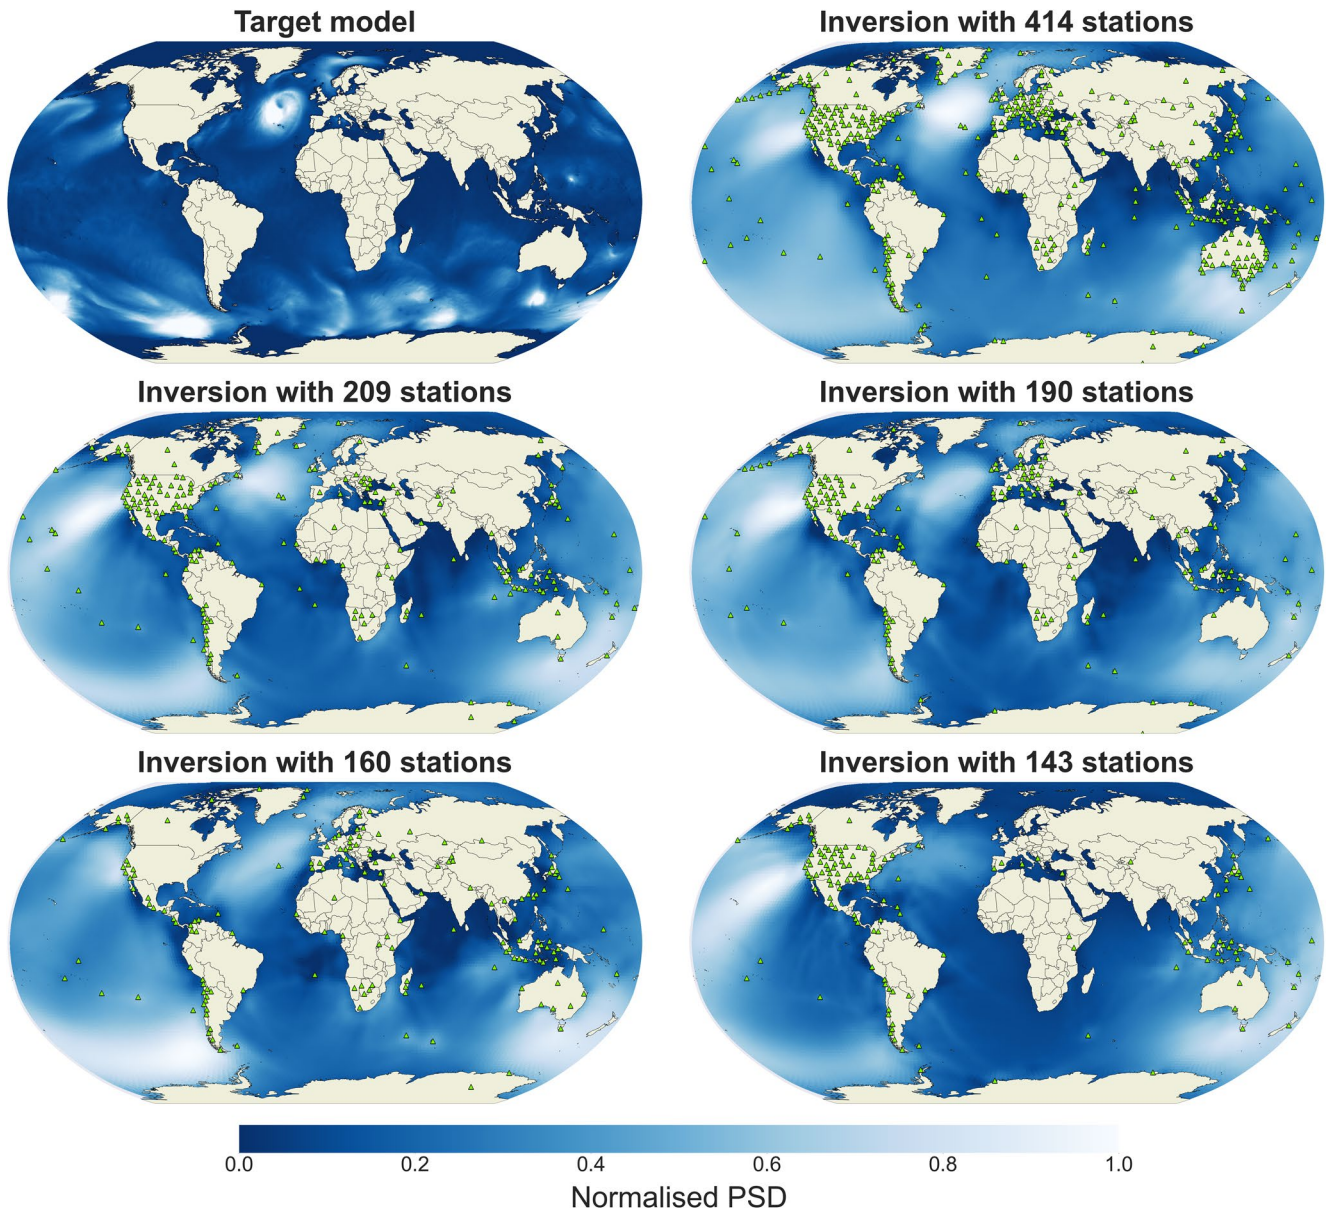 Target model
Inversion with 414 stations
Inversion with 209 stations
Inversion with 190 stations
Inversion with 160 stations
Inversion with 143 stations
0.0 0.2 0.4 0.6 0.8 1.0
Normalised PSD